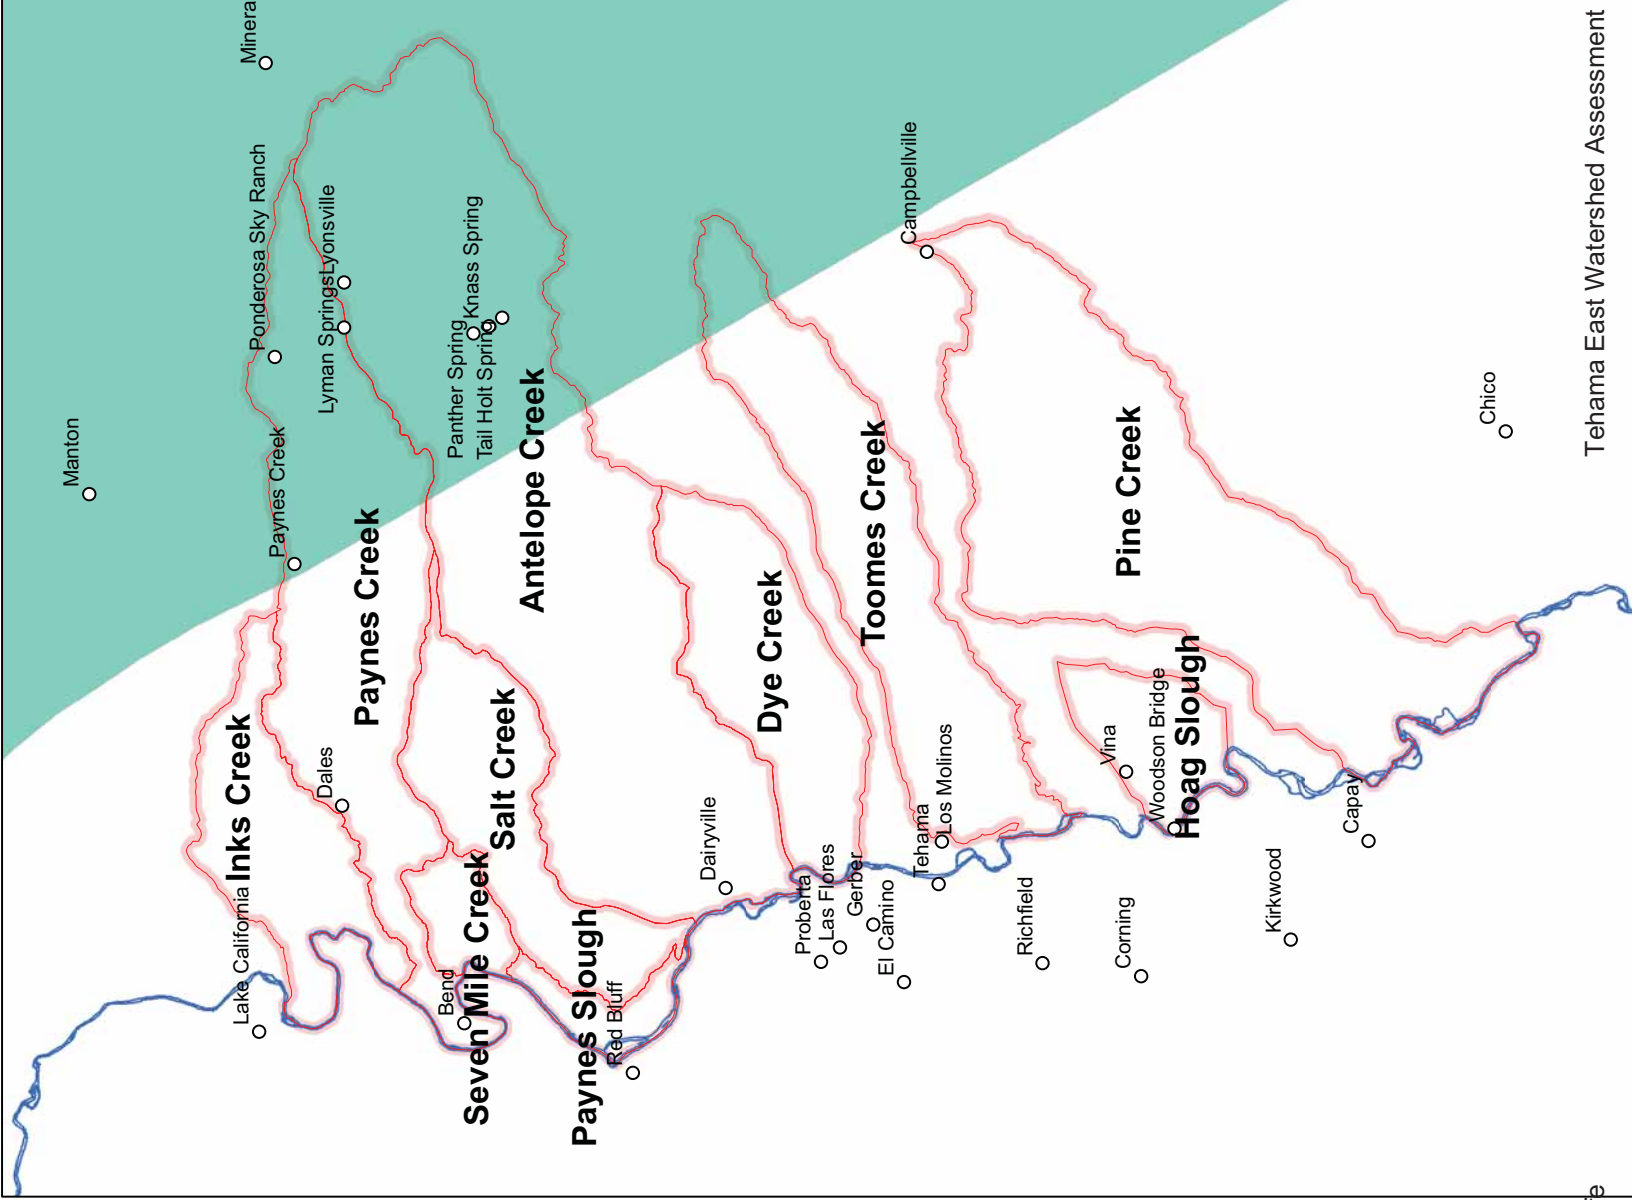 Manton
Mineral
Ponderosa Sky Ranch
Paynes Creek
Lyman Springs
Lyonsville
Panther Spring
Knass Spring
Tail Holt Spring
Campbellville
Inks Creek
Paynes Creek
Antelope Creek
Dales
Lake California
Salt Creek
Seven Mile Creek
Bend
Paynes Slough
Red Bluff
Dairyville
Dye Creek
Toomes Creek
Pine Creek
Proberta
Las Flores
Gerber
El Camino
Tehama
Los Molinos
Vina
Woodson Bridge
Hoag Slough
Richfield
Corning
Kirkwood
Capay
Chico
Tehama East Watershed Assessment